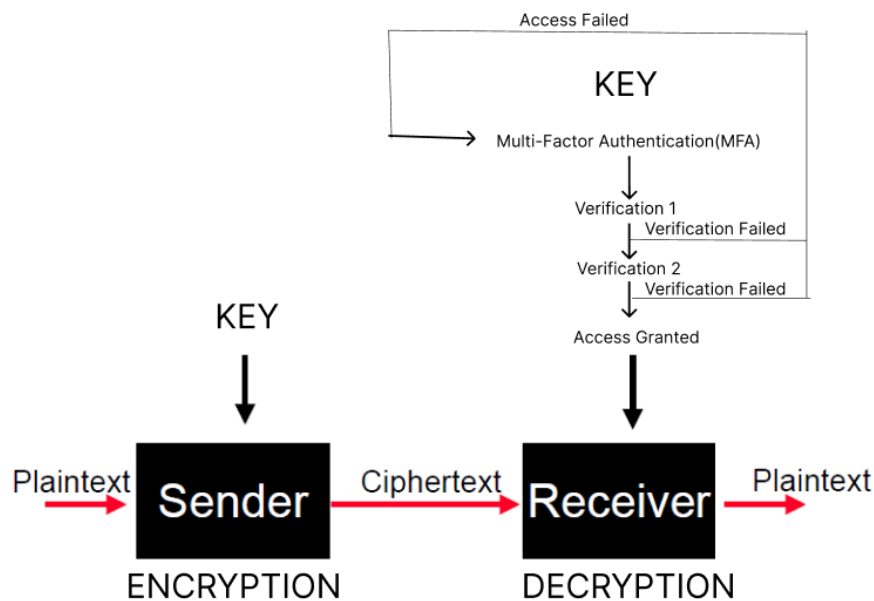 Access Failed
KEY
Multi-Factor Authentication(MFA)
Verification 1
Verification Failed
Verification 2
Verification Failed
KEY
Access Granted
Plaintext
Sender
Ciphertext
Receiver
Plaintext
ENCRYPTION
DECRYPTION